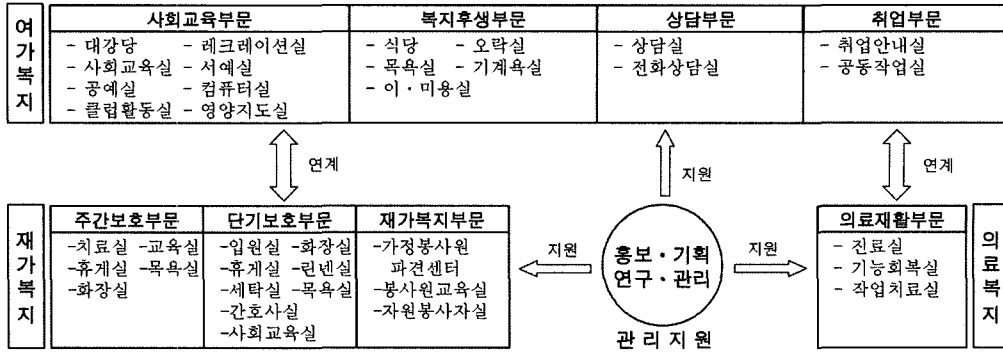 여가복지
사회교육부문
- 대강당 - 레크레이션실
- 사회교육실 - 서예실
- 공예실 - 컴퓨터실
- 클럽활동실 - 영양지도실
복지후생부문
- 식당 - 오락실
- 목욕실 - 기계욕실
- 이·미용실
상담부문
- 상담실
- 전화상담실
취업부문
- 취업안내실
- 공동작업실
연계
지원
연계
재가복지
주간보호부문
-치료실 -교육실
-휴게실 -목욕실
-화장실
단기보호부문
-입원실 -화장실
-휴게실 -린넨실
-세탁실 -목욕실
-간호사실
-사회교육실
재가복지부문
-가정봉사원
파견센터
-봉사원교육실
-자원봉사자실
지원
홍보·기획
연구·관리
관리지원
지원
의료재활부문
- 진료실
- 기능회복실
- 작업치료실
의료복지